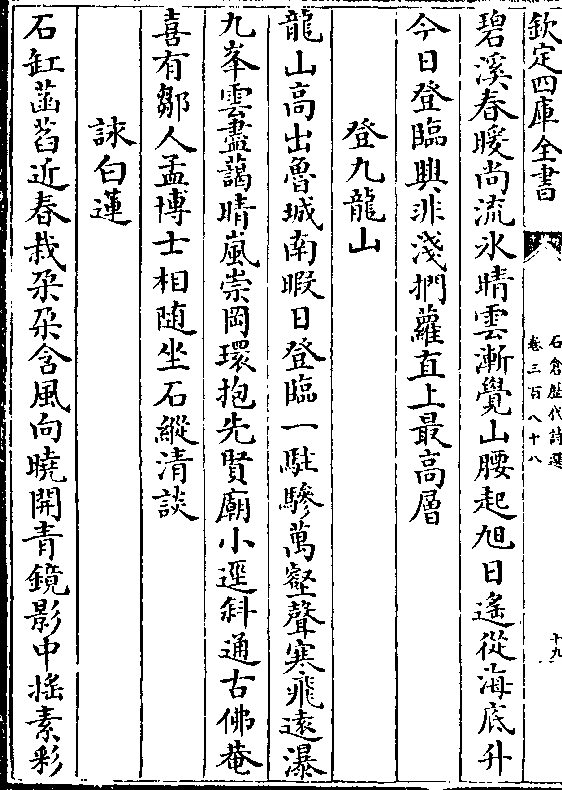 欽定四庫全書
石倉歷代詩選
卷三百八十八
十九
碧溪春暖尚流氷晴雲漸覺山腰起旭日遙從海底升
今日登臨興非淺捫蘿直上最高層
登九龍山
龍山高出魯城南暇日登臨一駐驂萬壑聲寒飛遠瀑
九峯雲盡藹晴嵐崇岡環抱先賢廟小逕斜通古佛菴
喜有鄒人孟博士相随坐石縱清談
詠白蓮
石缸菡萏近春栽朶朶含風向曉開青鏡影中揺素彩